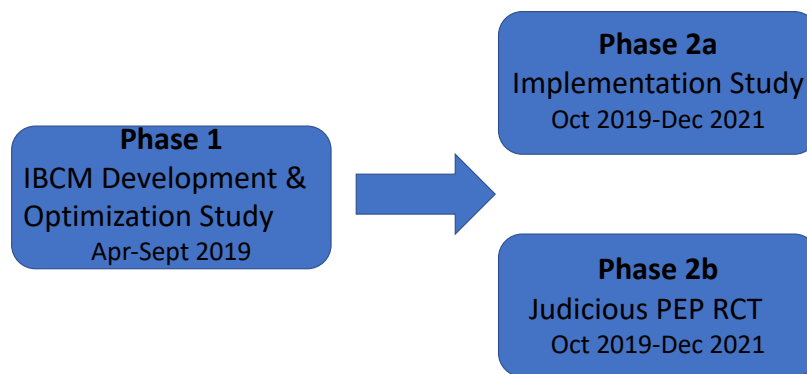 Phase 1
IBCM Development &
Optimization Study
Apr-Sept 2019
Phase 2a
Implementation Study
Oct 2019-Dec 2021
Phase 2b
Judicious PEP RCT
Oct 2019-Dec 2021